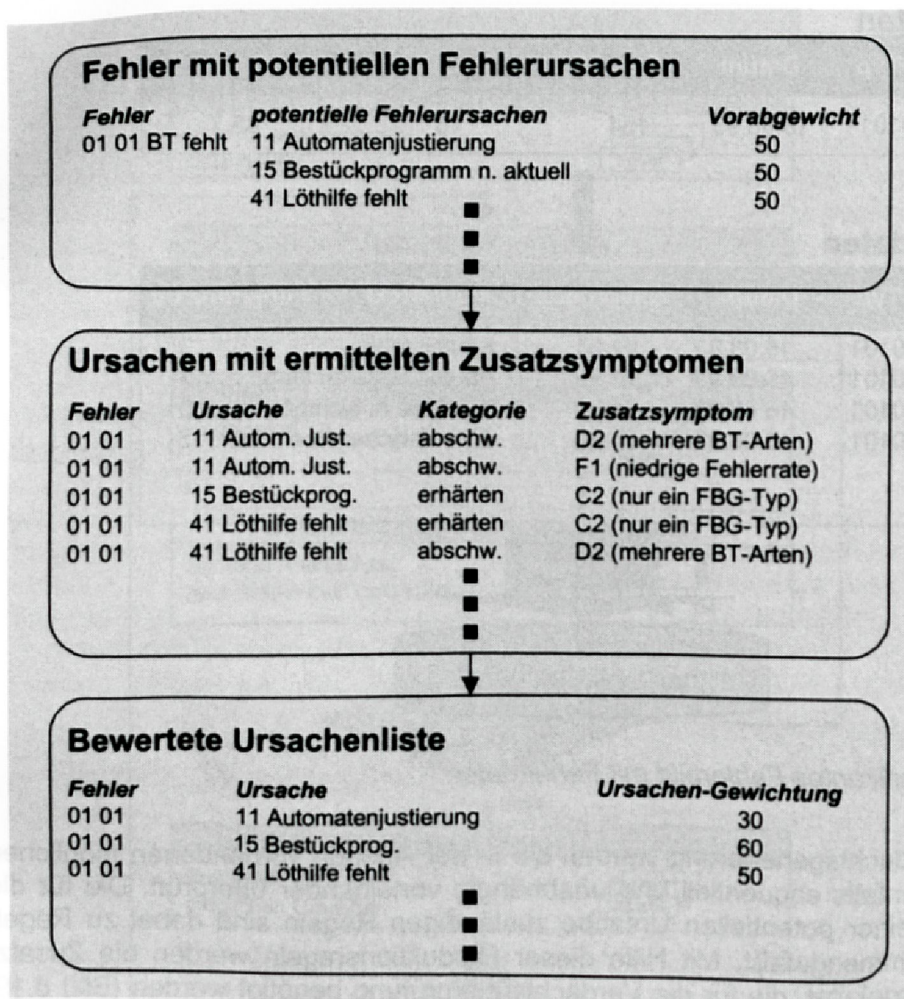 Fehler mit potentiellen Fehlerursachen
Fehler potentielle Fehlerursachen Vorabgewicht
01 01 BT fehlt 11 Automatenjustierung 50
15 Bestückprogramm n. aktuell 50
41 Löthilfe fehlt 50
Ursachen mit ermittelten Zusatzsymptomen
Fehler Ursache Kategorie Zusatzsymptom
01 01 11 Autom. Just. abschw. D2 (mehrere BT-Arten)
01 01 11 Autom. Just. abschw. F1 (niedrige Fehlerrate)
01 01 15 Bestückprog. erhärten C2 (nur ein FBG-Typ)
01 01 41 Löthilfe fehlt erhärten C2 (nur ein FBG-Typ)
01 01 41 Löthilfe fehlt abschw. D2 (mehrere BT-Arten)
Bewertete Ursachenliste
Fehler Ursache Ursachen-Gewichtung
01 01 11 Automatenjustierung 30
01 01 15 Bestückprog. 60
01 01 41 Löthilfe fehlt 50